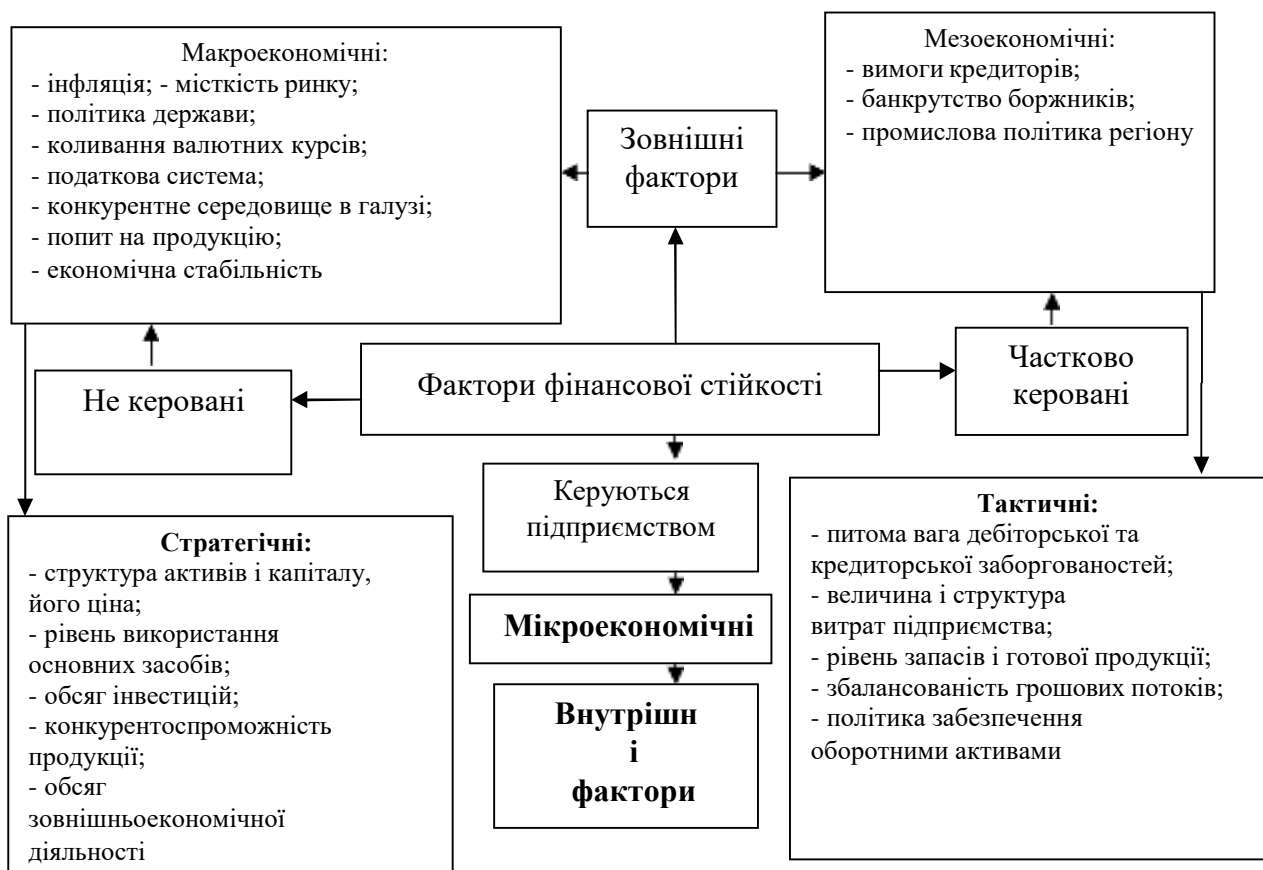 Макроекономічні:
- інфляція; - місткість ринку;
- політика держави;
- коливання валютних курсів;
- податкова система;
- конкурентне середовище в галузі;
- попит на продукцію;
- економічна стабільність
Зовнішні
фактори
Мезоекономічні:
- вимоги кредиторів;
- банкрутство боржників;
- промислова політика регіону
Не керовані
Фактори фінансової стійкості
Частково
керовані
Керуються
підприємством
Мікроекономічні
Внутрішн
і
фактори
Стратегічні:
- структура активів і капіталу,
його ціна;
- рівень використання
основних засобів;
- обсяг інвестицій;
- конкурентоспроможність
продукції;
- обсяг
зовнішньоекономічної
діяльності
Тактичні:
- питома вага дебіторської та
кредиторської заборгованостей;
- величина і структура
витрат підприємства;
- рівень запасів і готової продукції;
- збалансованість грошових потоків;
- політика забезпечення
оборотними активами